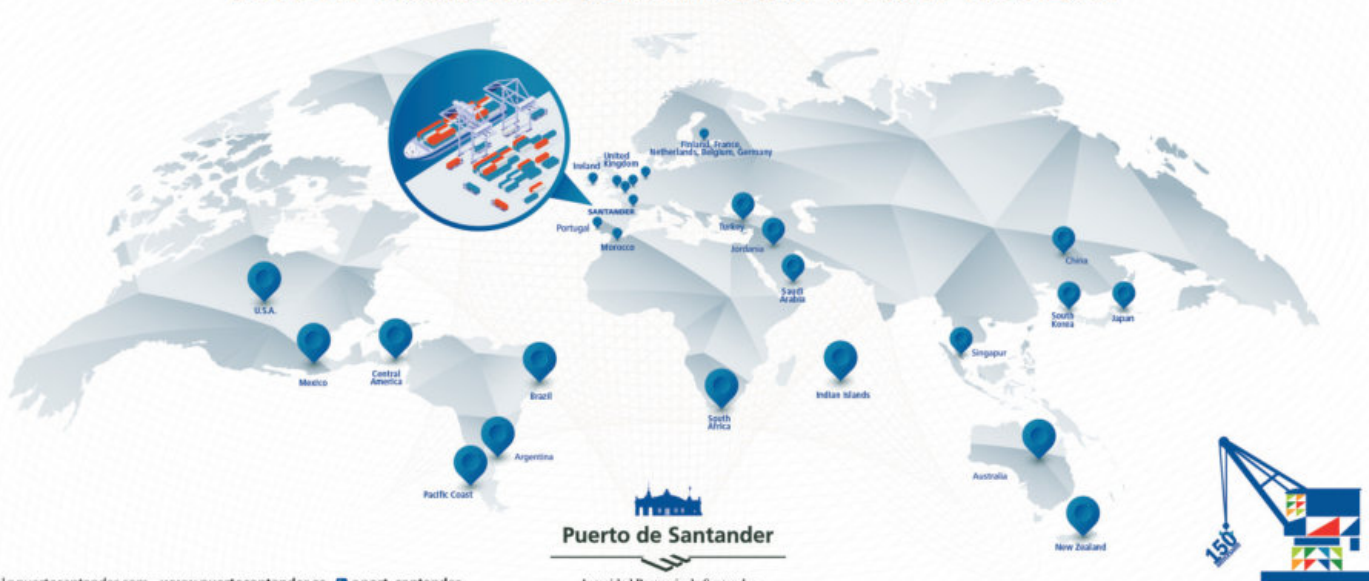 Finland, France,
Netherlands, Belgium, Germany
United
Kingdom
Ireland
SANTANDER
Portugal
Morocco
Turkey
Jordania
Saudi
Arabia
China
South
Korea
Japan
Singapur
U.S.A.
Mexico
Central
America
Brazil
Indian islands
South
Africa
Argentina
Pacific Coast
Australia
New Zealand
Puerto de Santander
150